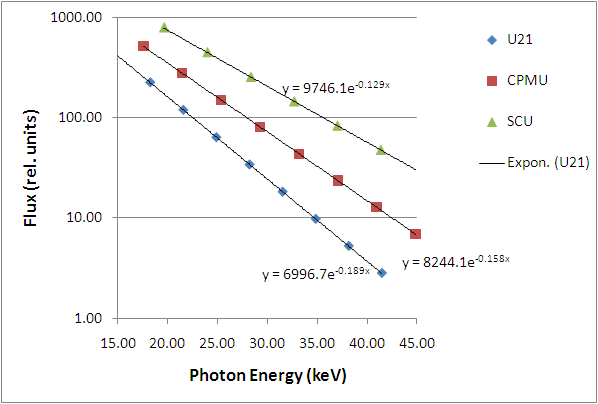 1000.00
100.00
10.00
1.00
15.00 20.00 25.00 30.00 35.00 40.00 45.00
Flux (rel. units)
Photon Energy (keV)
y = 9746.1e^-0.129x
y = 8244.1e^-0.158x
y = 6996.7e^-0.189x
U21
CPMU
SCU
Expon. (U21)